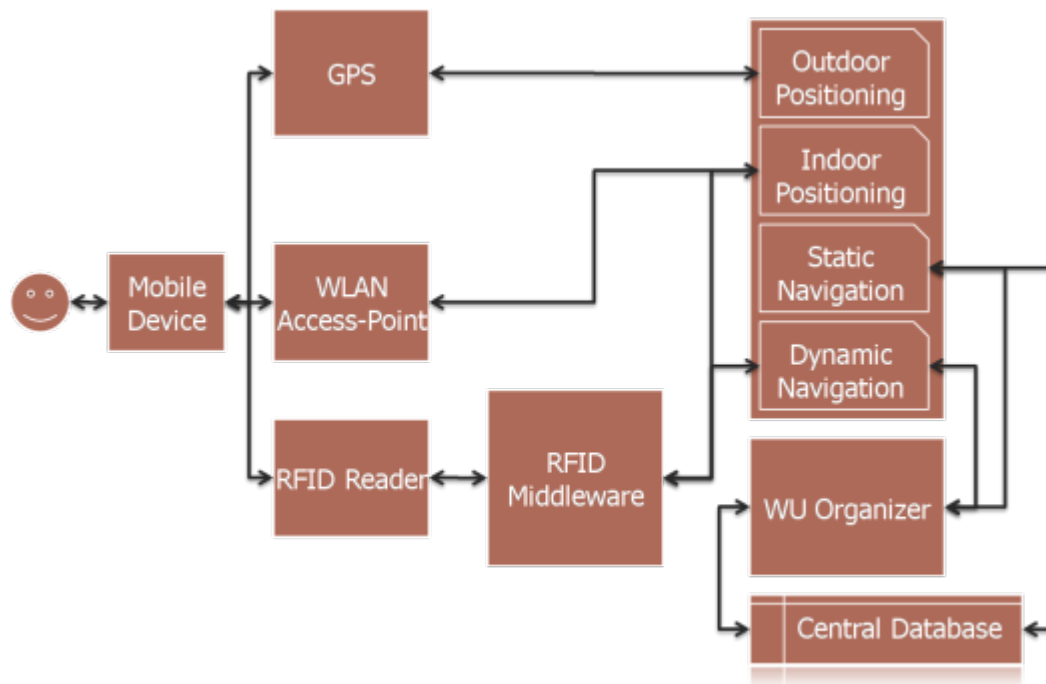 GPS
Outdoor
Positioning
Indoor
Positioning
Mobile
Device
WLAN
Access-Point
Static
Navigation
Dynamic
Navigation
RFID Reader
RFID
Middleware
WU Organizer
Central Database